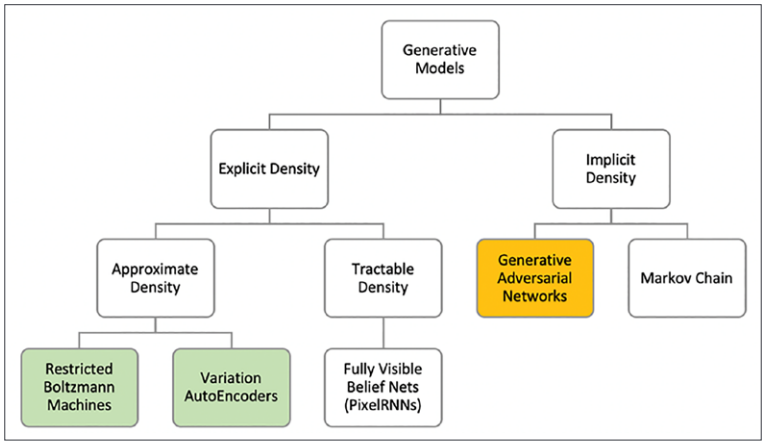 Generative
Models
Explicit Density
Implicit
Density
Approximate
Density
Tractable
Density
Generative
Adversarial
Networks
Markov Chain
Restricted
Boltzmann
Machines
Variation
AutoEncoders
Fully Visible
Belief Nets
(PixelRNNs)